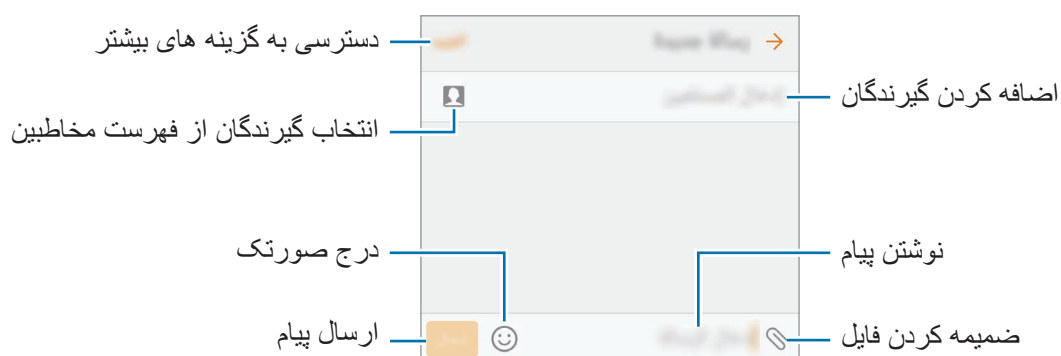 دسترسی به گزینه های بیشتر
اضافه کردن گیرندگان
انتخاب گیرندگان از فهرست مخاطبین
درج صورتک
نوشتن پیام
ارسال پیام
ضمیمه کردن فایل